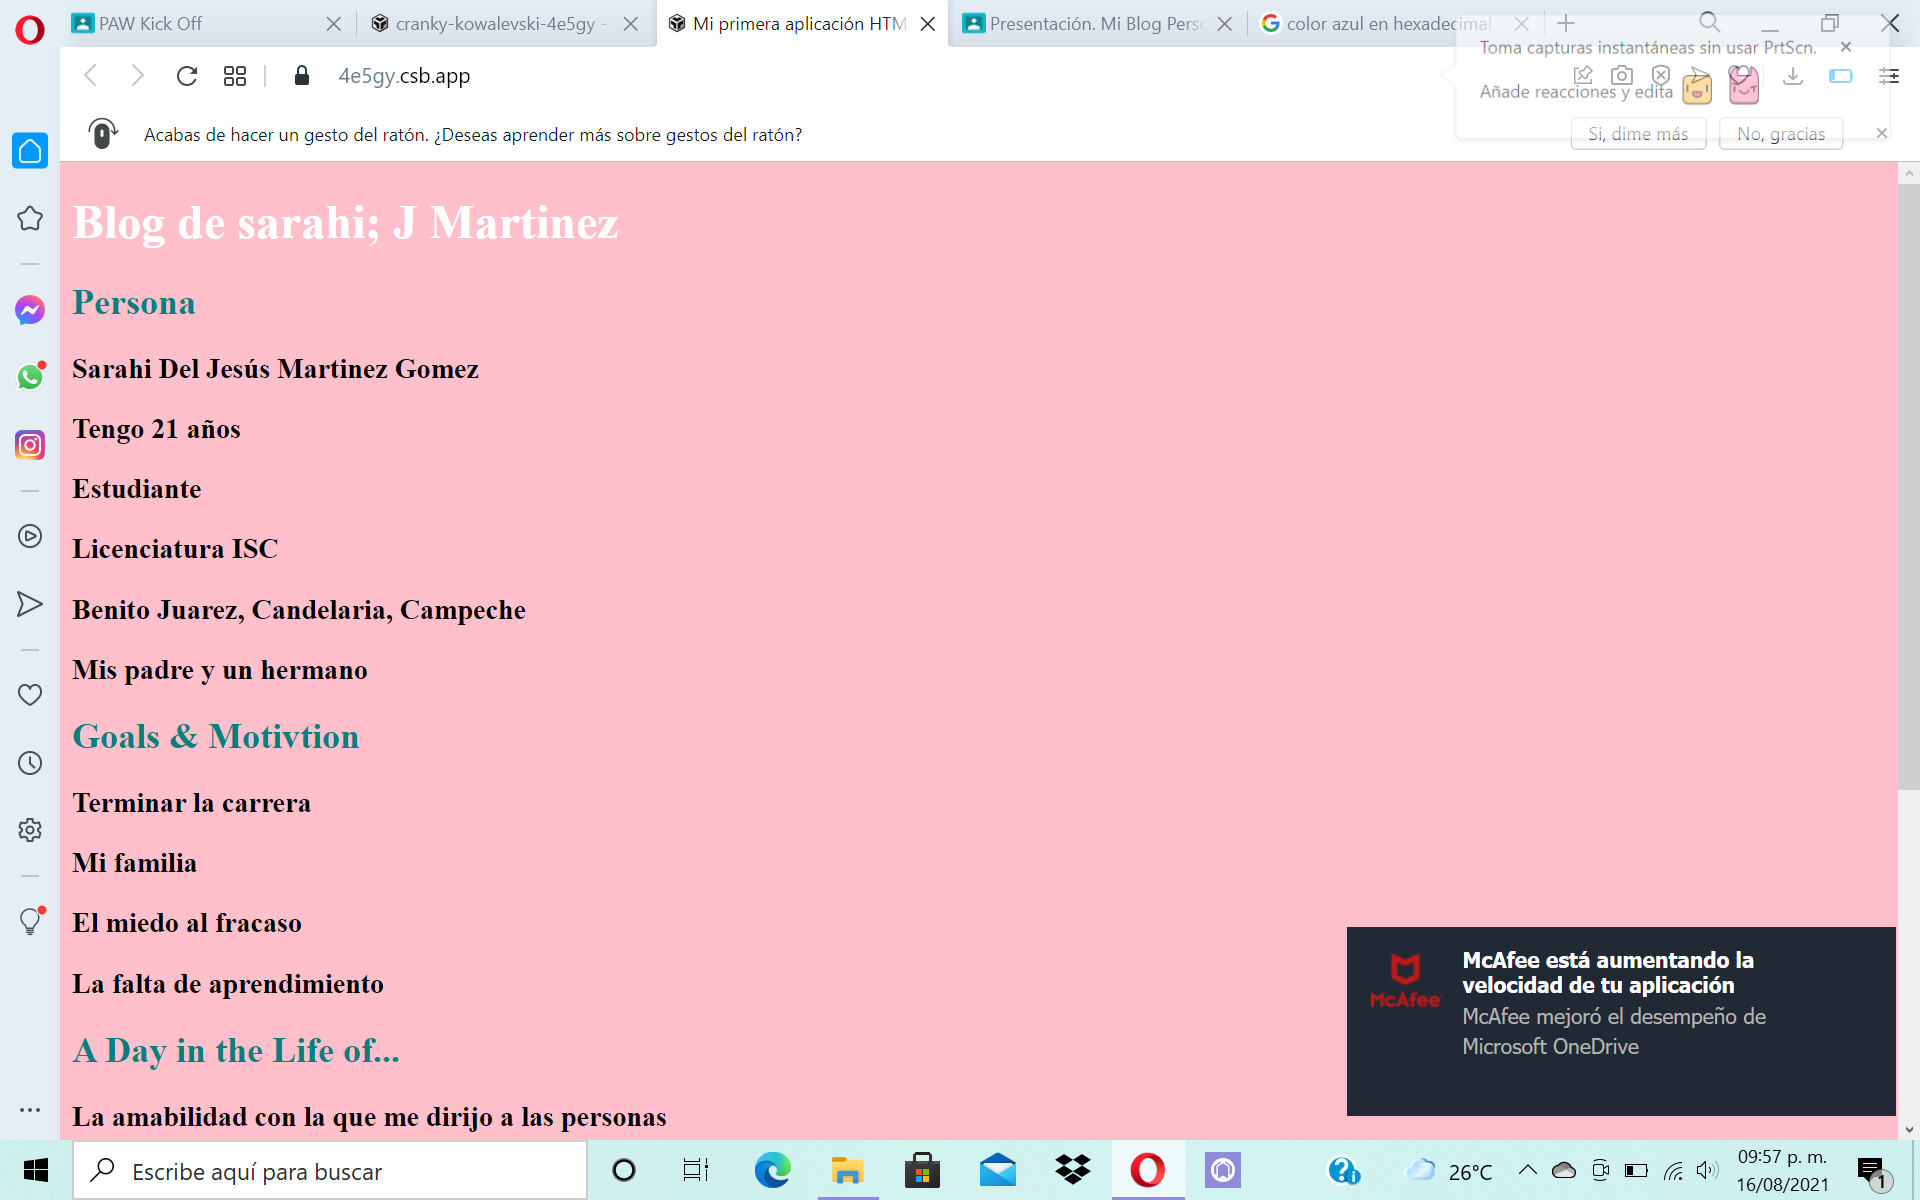 PAW Kick Off
cranky-kowalevski-4e5gy -
Mi primera aplicación HTM
Presentación. Mi Blog Perso
color azul en hexadecimal -
Toma capturas instantáneas sin usar PrtScn.
4e5gy.csb.app
Añade reacciones y edita
Acabas de hacer un gesto del ratón. ¿Deseas aprender más sobre gestos del ratón?
Si, dime más
No, gracias
Blog de sarahi; J Martinez
Persona
Sarahi Del Jesús Martinez Gomez
Tengo 21 años
Estudiante
Licenciatura ISC
Benito Juarez, Candelaria, Campeche
Mis padre y un hermano
Goals & Motivtion
Terminar la carrera
Mi familia
El miedo al fracaso
La falta de aprendimiento
A Day in the Life of...
La amabilidad con la que me dirijo a las personas
McAfee
McAfee está aumentando la
velocidad de tu aplicación
McAfee mejoró el desempeño de
Microsoft OneDrive
Escribe aquí para buscar
26°C
09:57 p. m.
16/08/2021
1